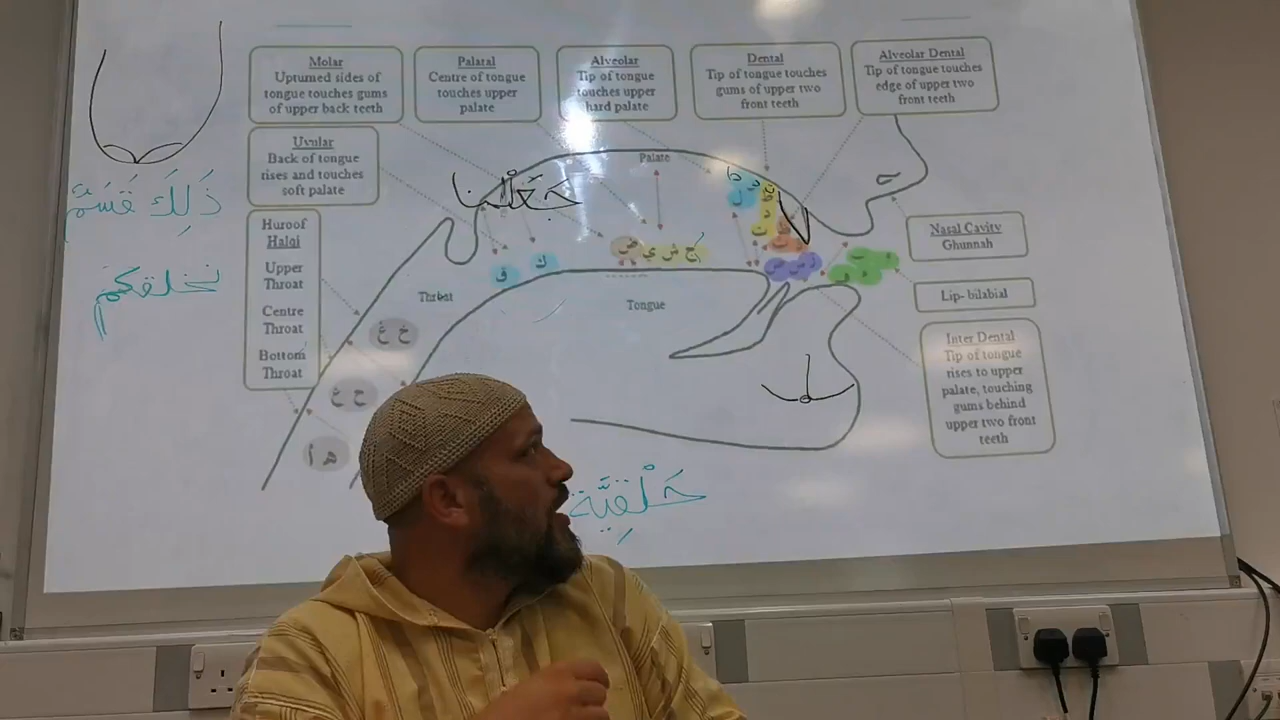 Molar
Uptumed sides of
tongue touches gums
of upper back teeth
Palatal
Centre of tongue
touches upper
palate
Alveolar
Tip of tongue
touches upper
hard palate
Dental
Tip of tongue touches
gums of upper two
front teeth
Alveolar Dental
Tip of tongue touches
edge of upper two
front teeth
Uvular
Back of tongue
rises and touches
soft palate
Palate
جَعَلْنا
ذَلِكَ قَسَمٌ
نخلقكم
Huroof
Halqi
Upper
Throat
Centre
Throat
Bottom
Throat
Nasal Cavity
Ghunnah
Lip- bilabial
Inter Dental
Tip of tongue
rises to upper
palate, touching
gums behind
upper two front
teeth
ق
ك
ض
ي
ش
ج
ل
Throat
Tongue
خ غ
ح ع
ه أ
حَلْقِيَّة